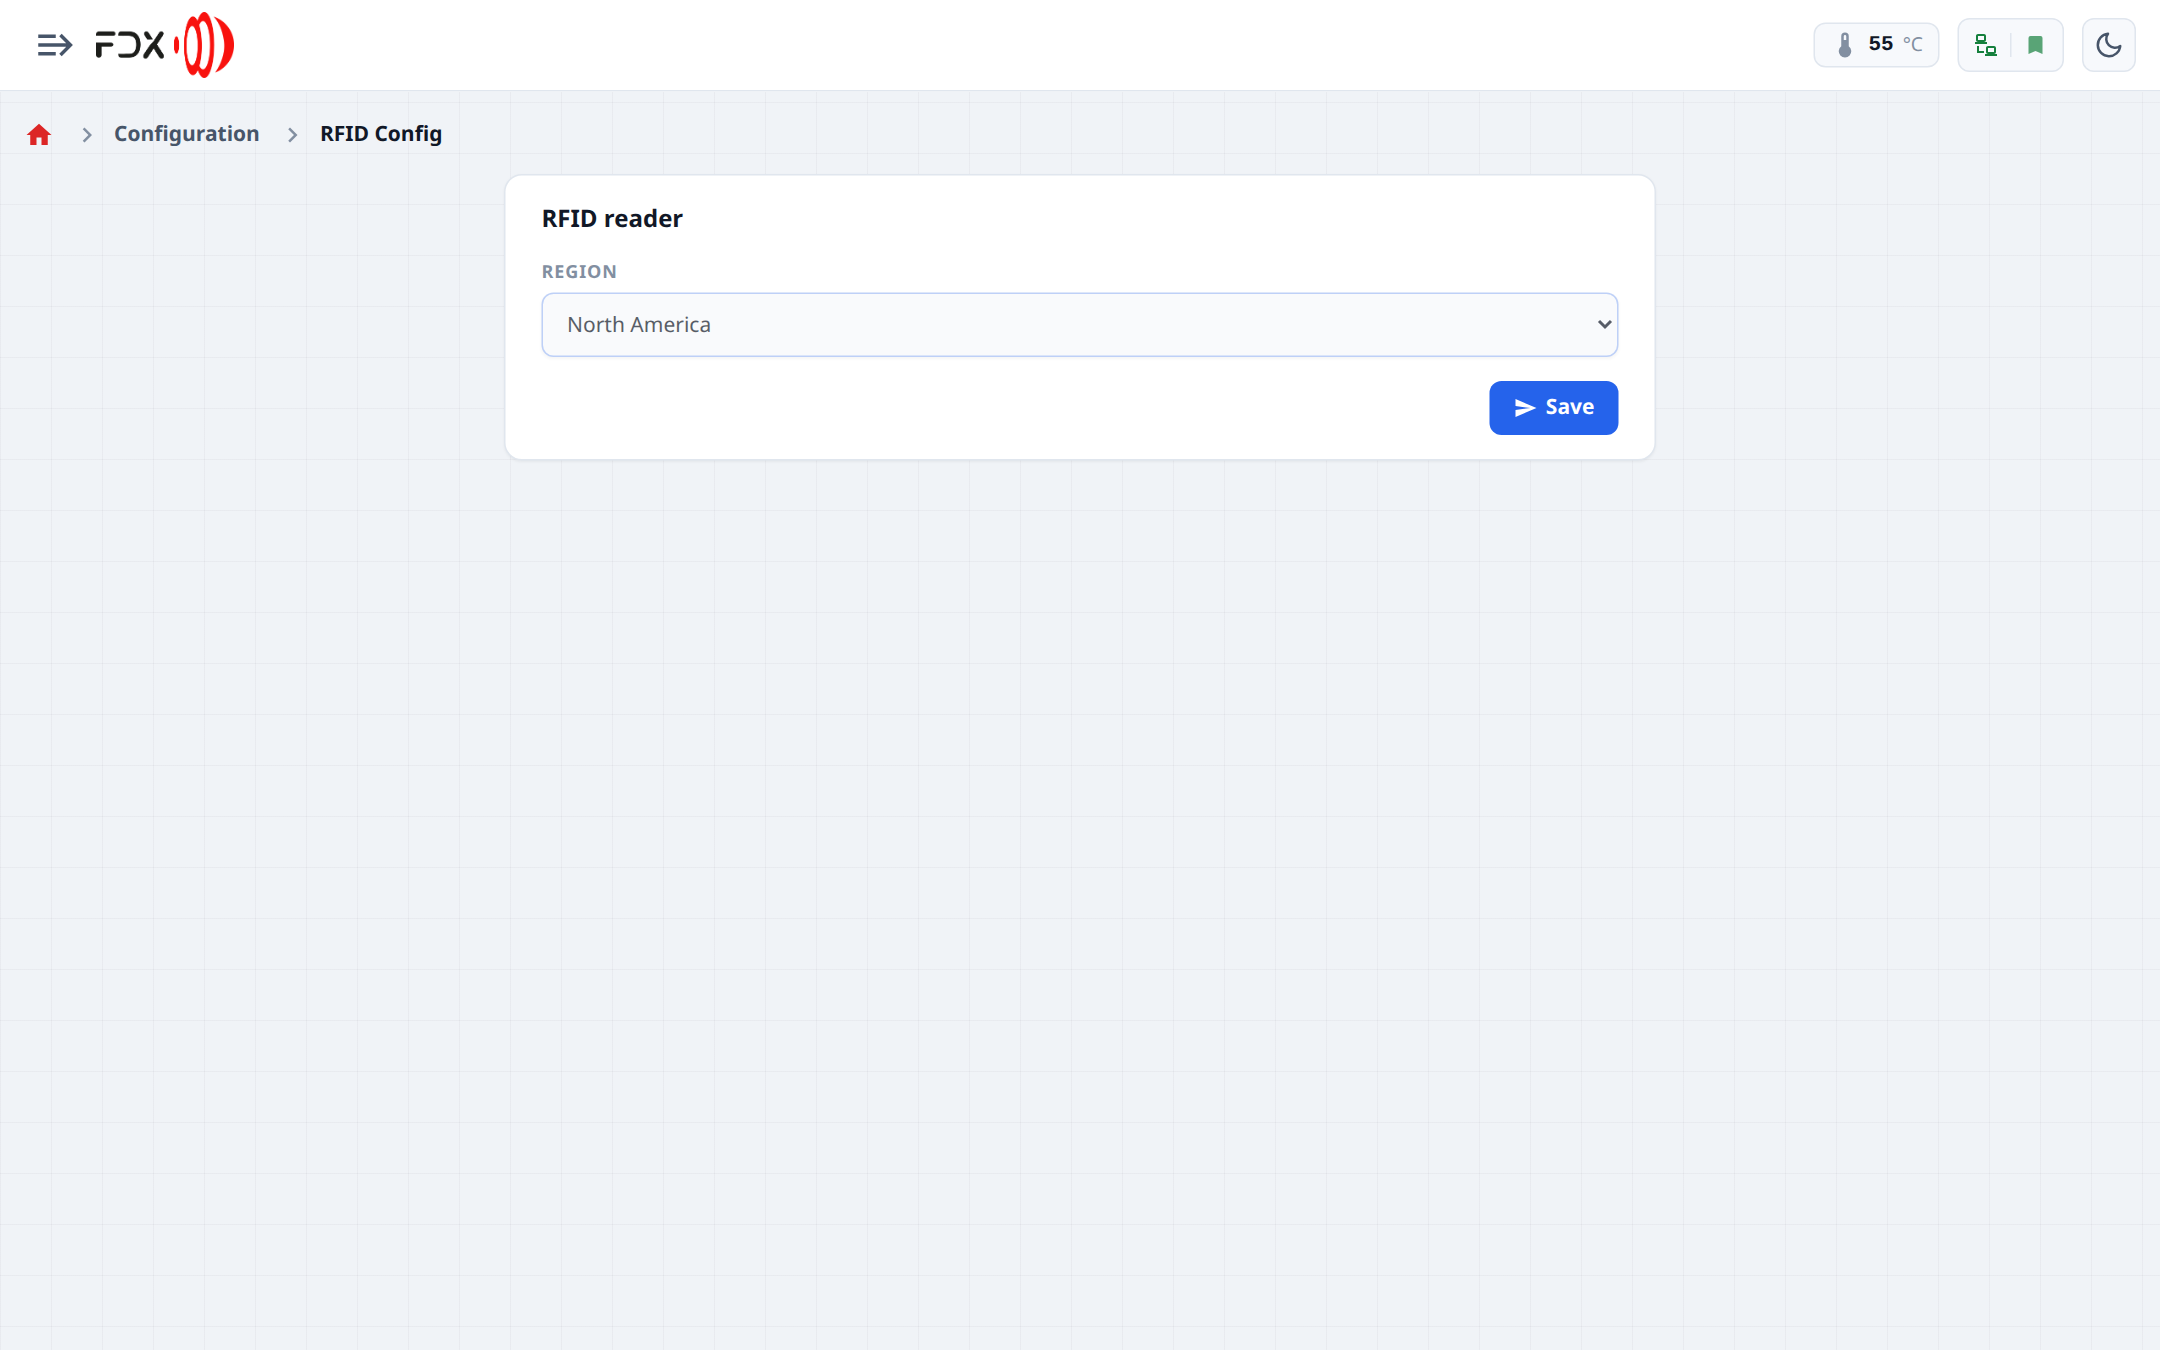 FDX
55 °C
Configuration
RFID Config
RFID reader
REGION
North America
Save